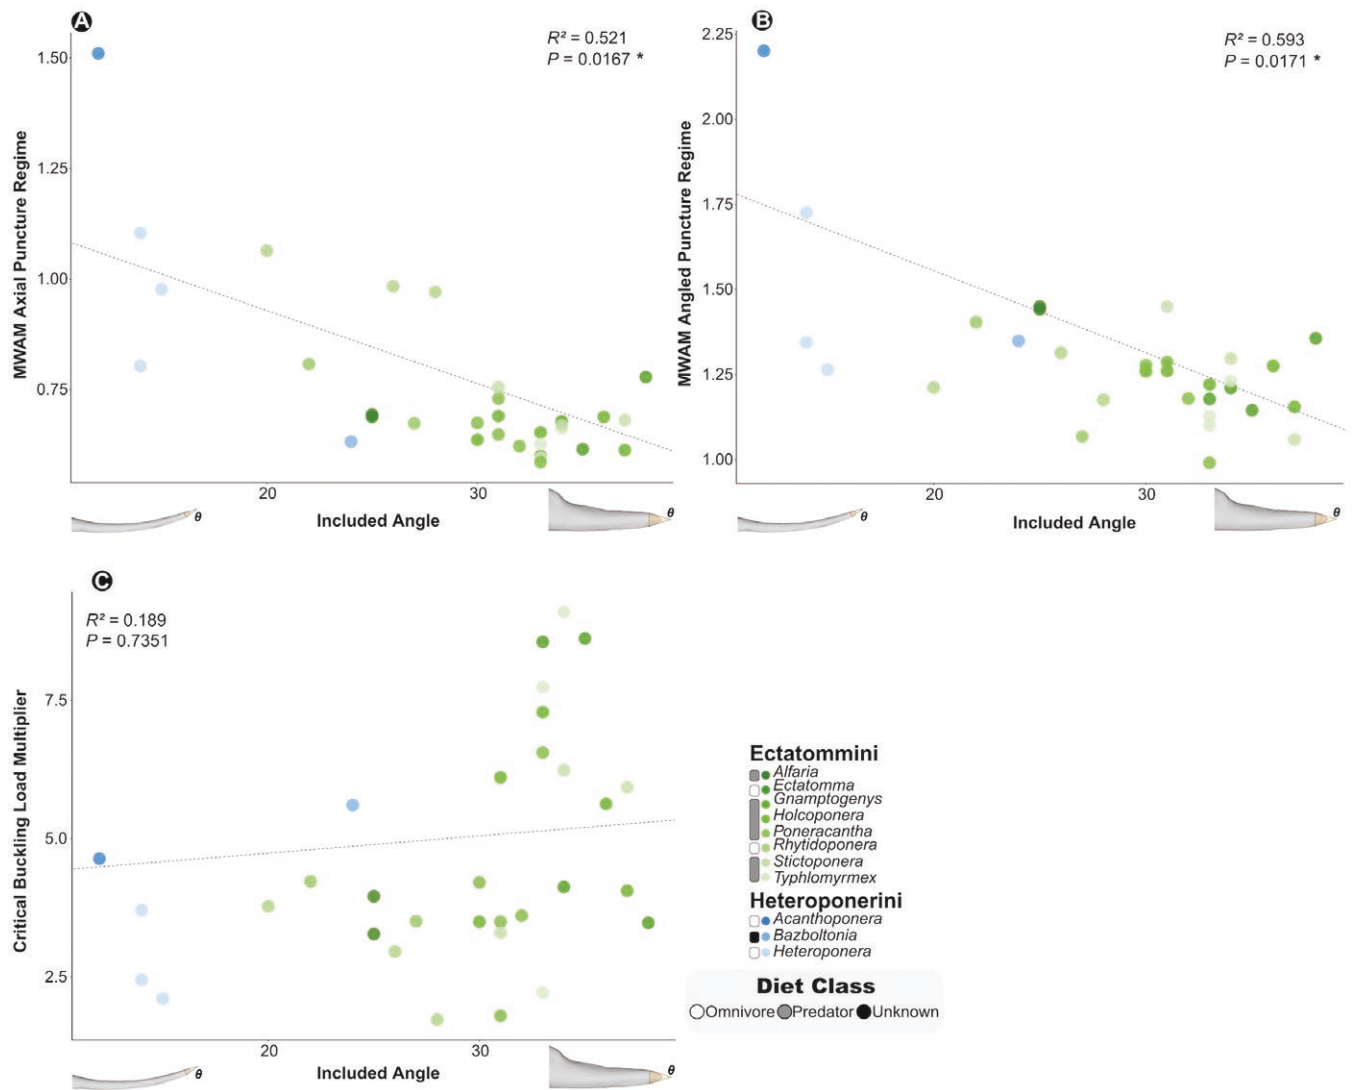 A
R² = 0.521
P = 0.0167 *
MWAM Axial Puncture Regime
1.50
1.25
1.00
0.75
20
30
θ
Included Angle
θ
B
R² = 0.593
P = 0.0171 *
MWAM Angled Puncture Regime
2.25
2.00
1.75
1.50
1.25
1.00
20
30
θ
Included Angle
θ
C
R² = 0.189
P = 0.7351
Critical Buckling Load Multiplier
7.5
5.0
2.5
20
30
θ
Included Angle
θ
Ectatommini
Alfaria
Ectatomma
Gnamptogenys
Holcoponera
Poneracantha
Rhytidoponera
Stictoponera
Typhlomyrmex
Heteroponerini
Acanthoponera
Bazboltonia
Heteroponera
Diet Class
Omnivore Predator Unknown